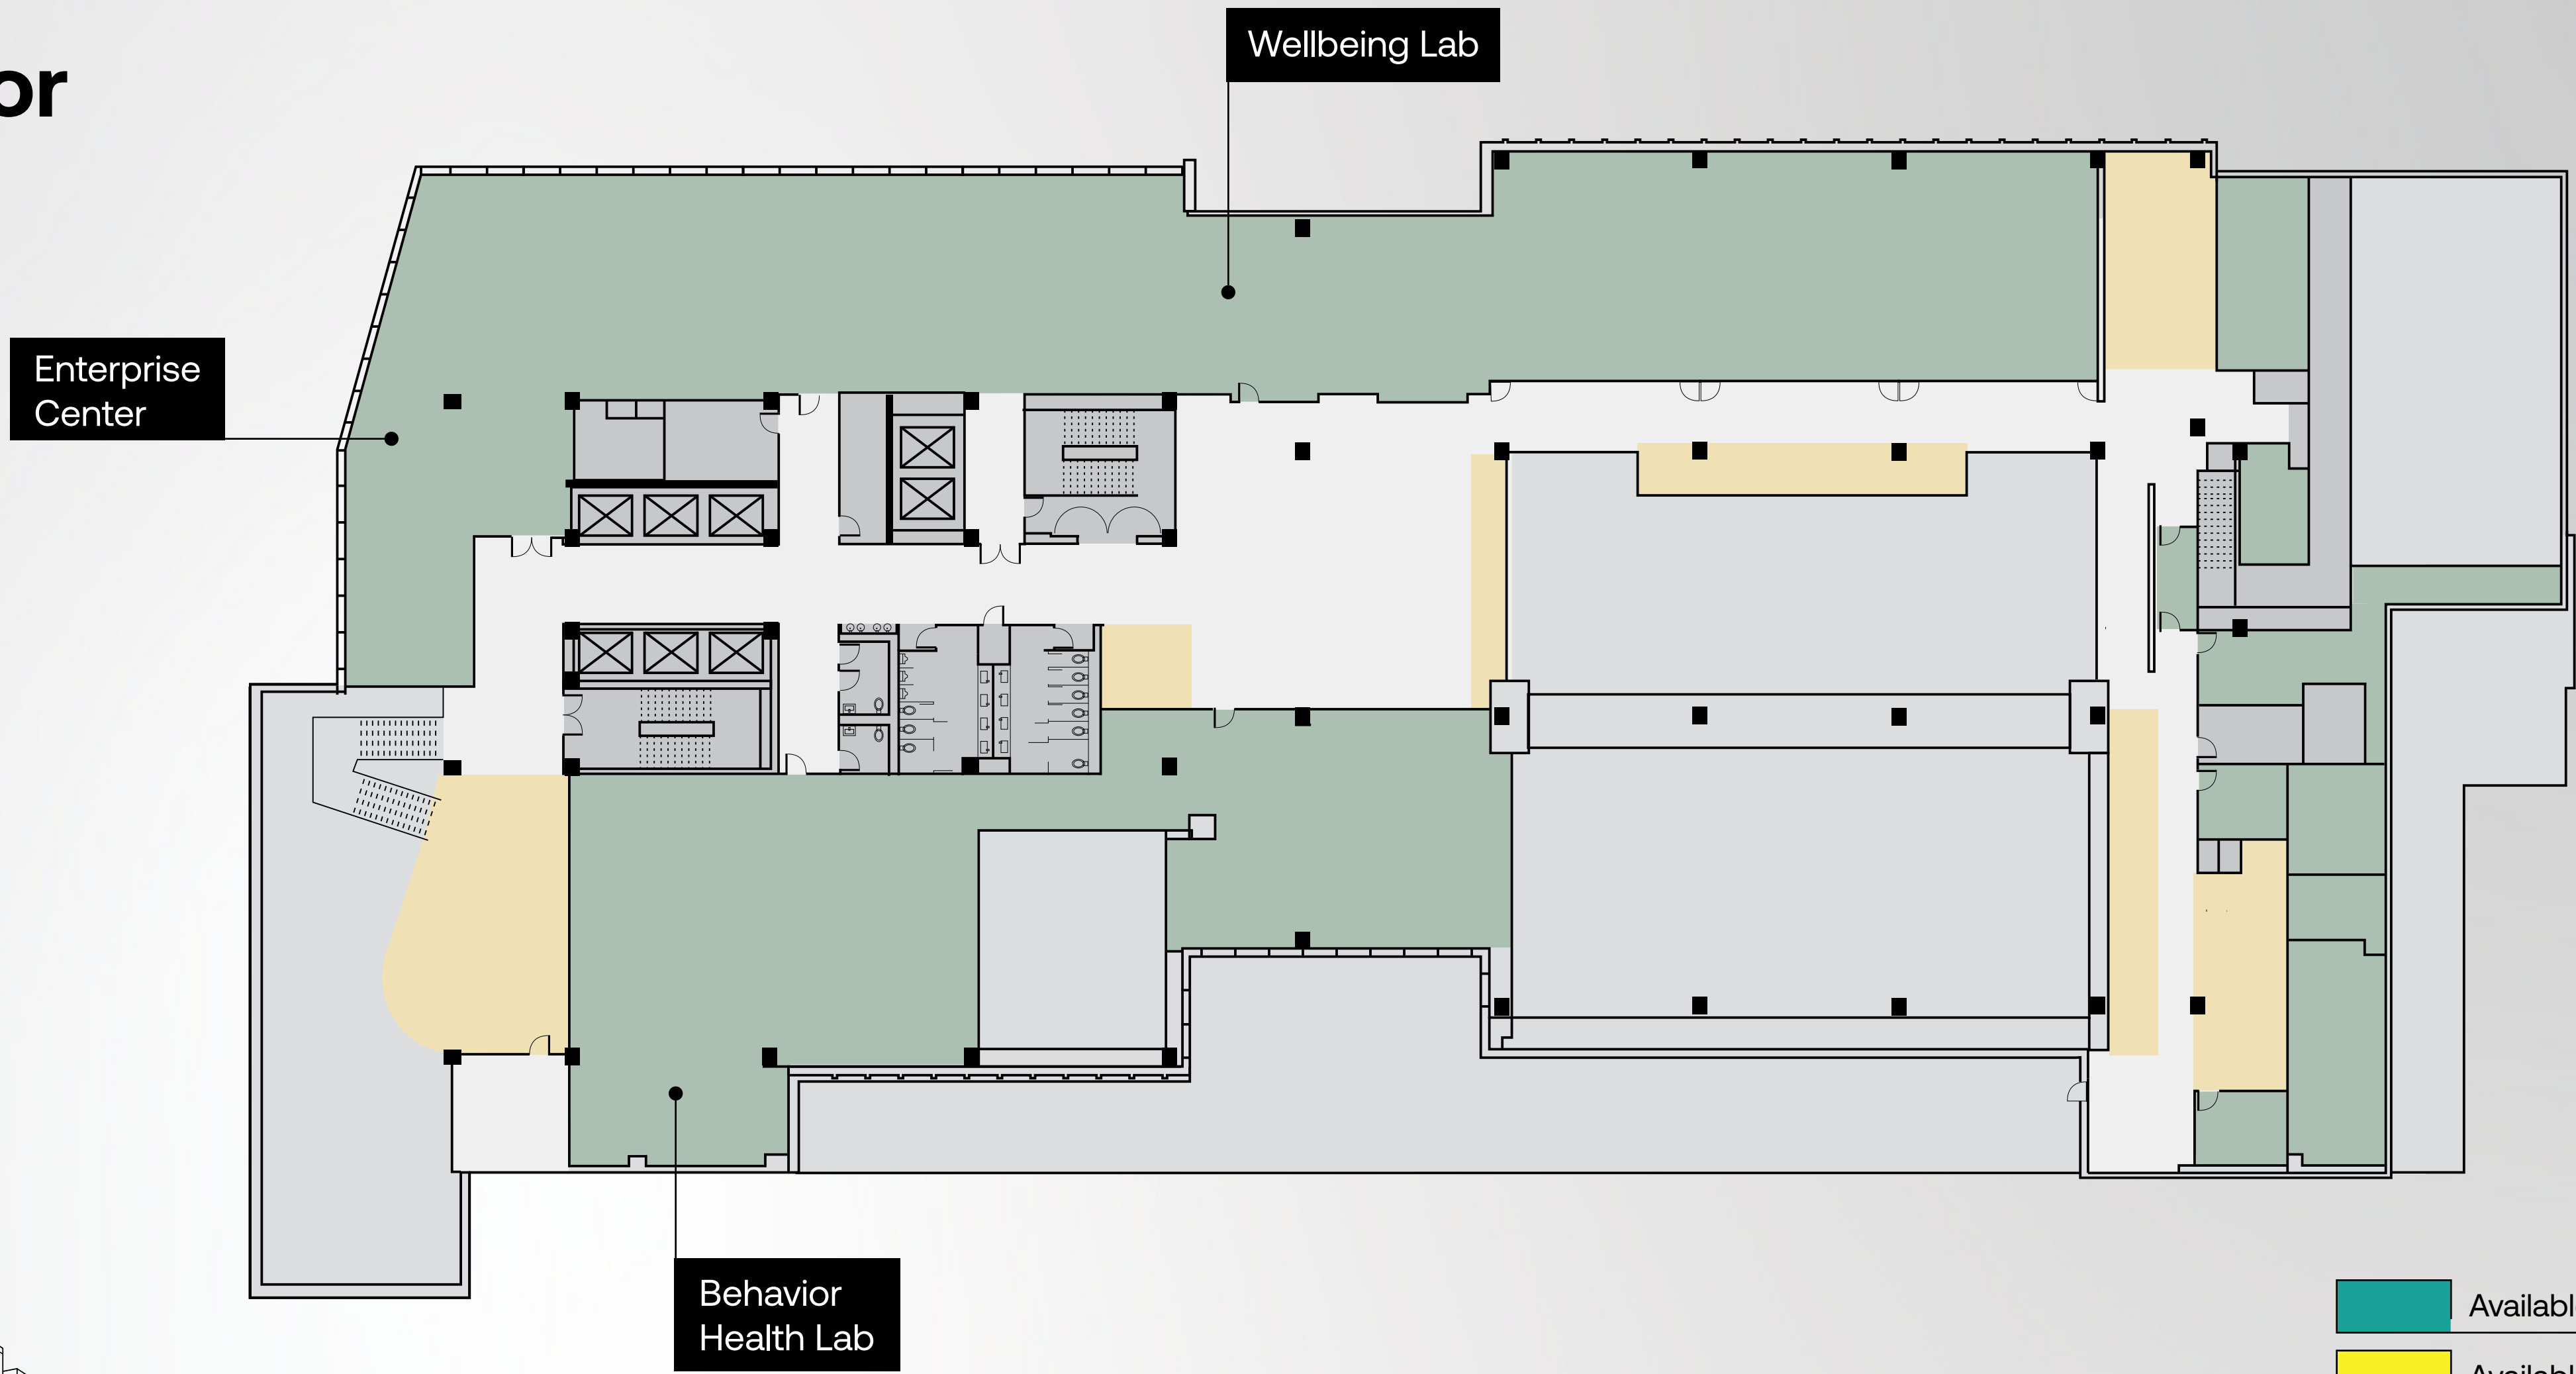 or
Wellbeing Lab
Enterprise
Center
Behavior
Health Lab
Availabl